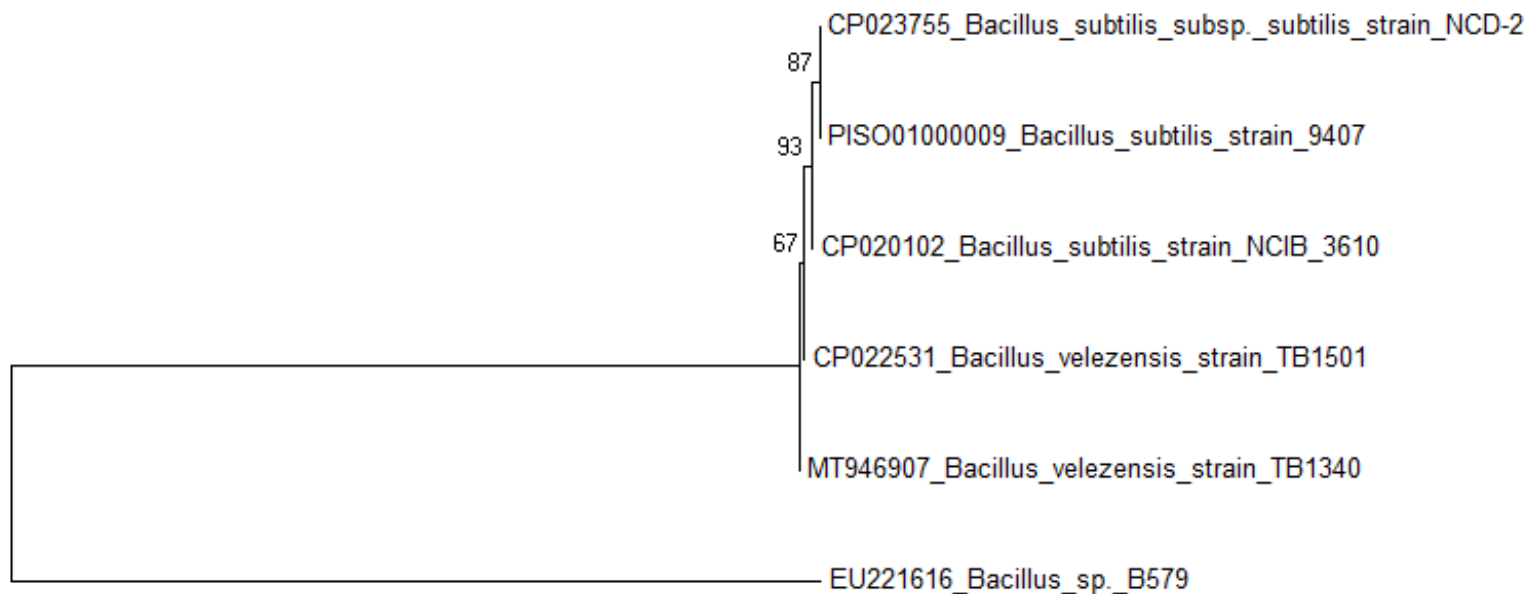 CP023755_Bacillus_subtilis_subsp._subtilis_strain_NCD-2
87
PISO01000009_Bacillus_subtilis_strain_9407
93
CP020102_Bacillus_subtilis_strain_NCIB_3610
67
CP022531_Bacillus_velezensis_strain_TB1501
MT946907_Bacillus_velezensis_strain_TB1340
EU221616_Bacillus_sp._B579